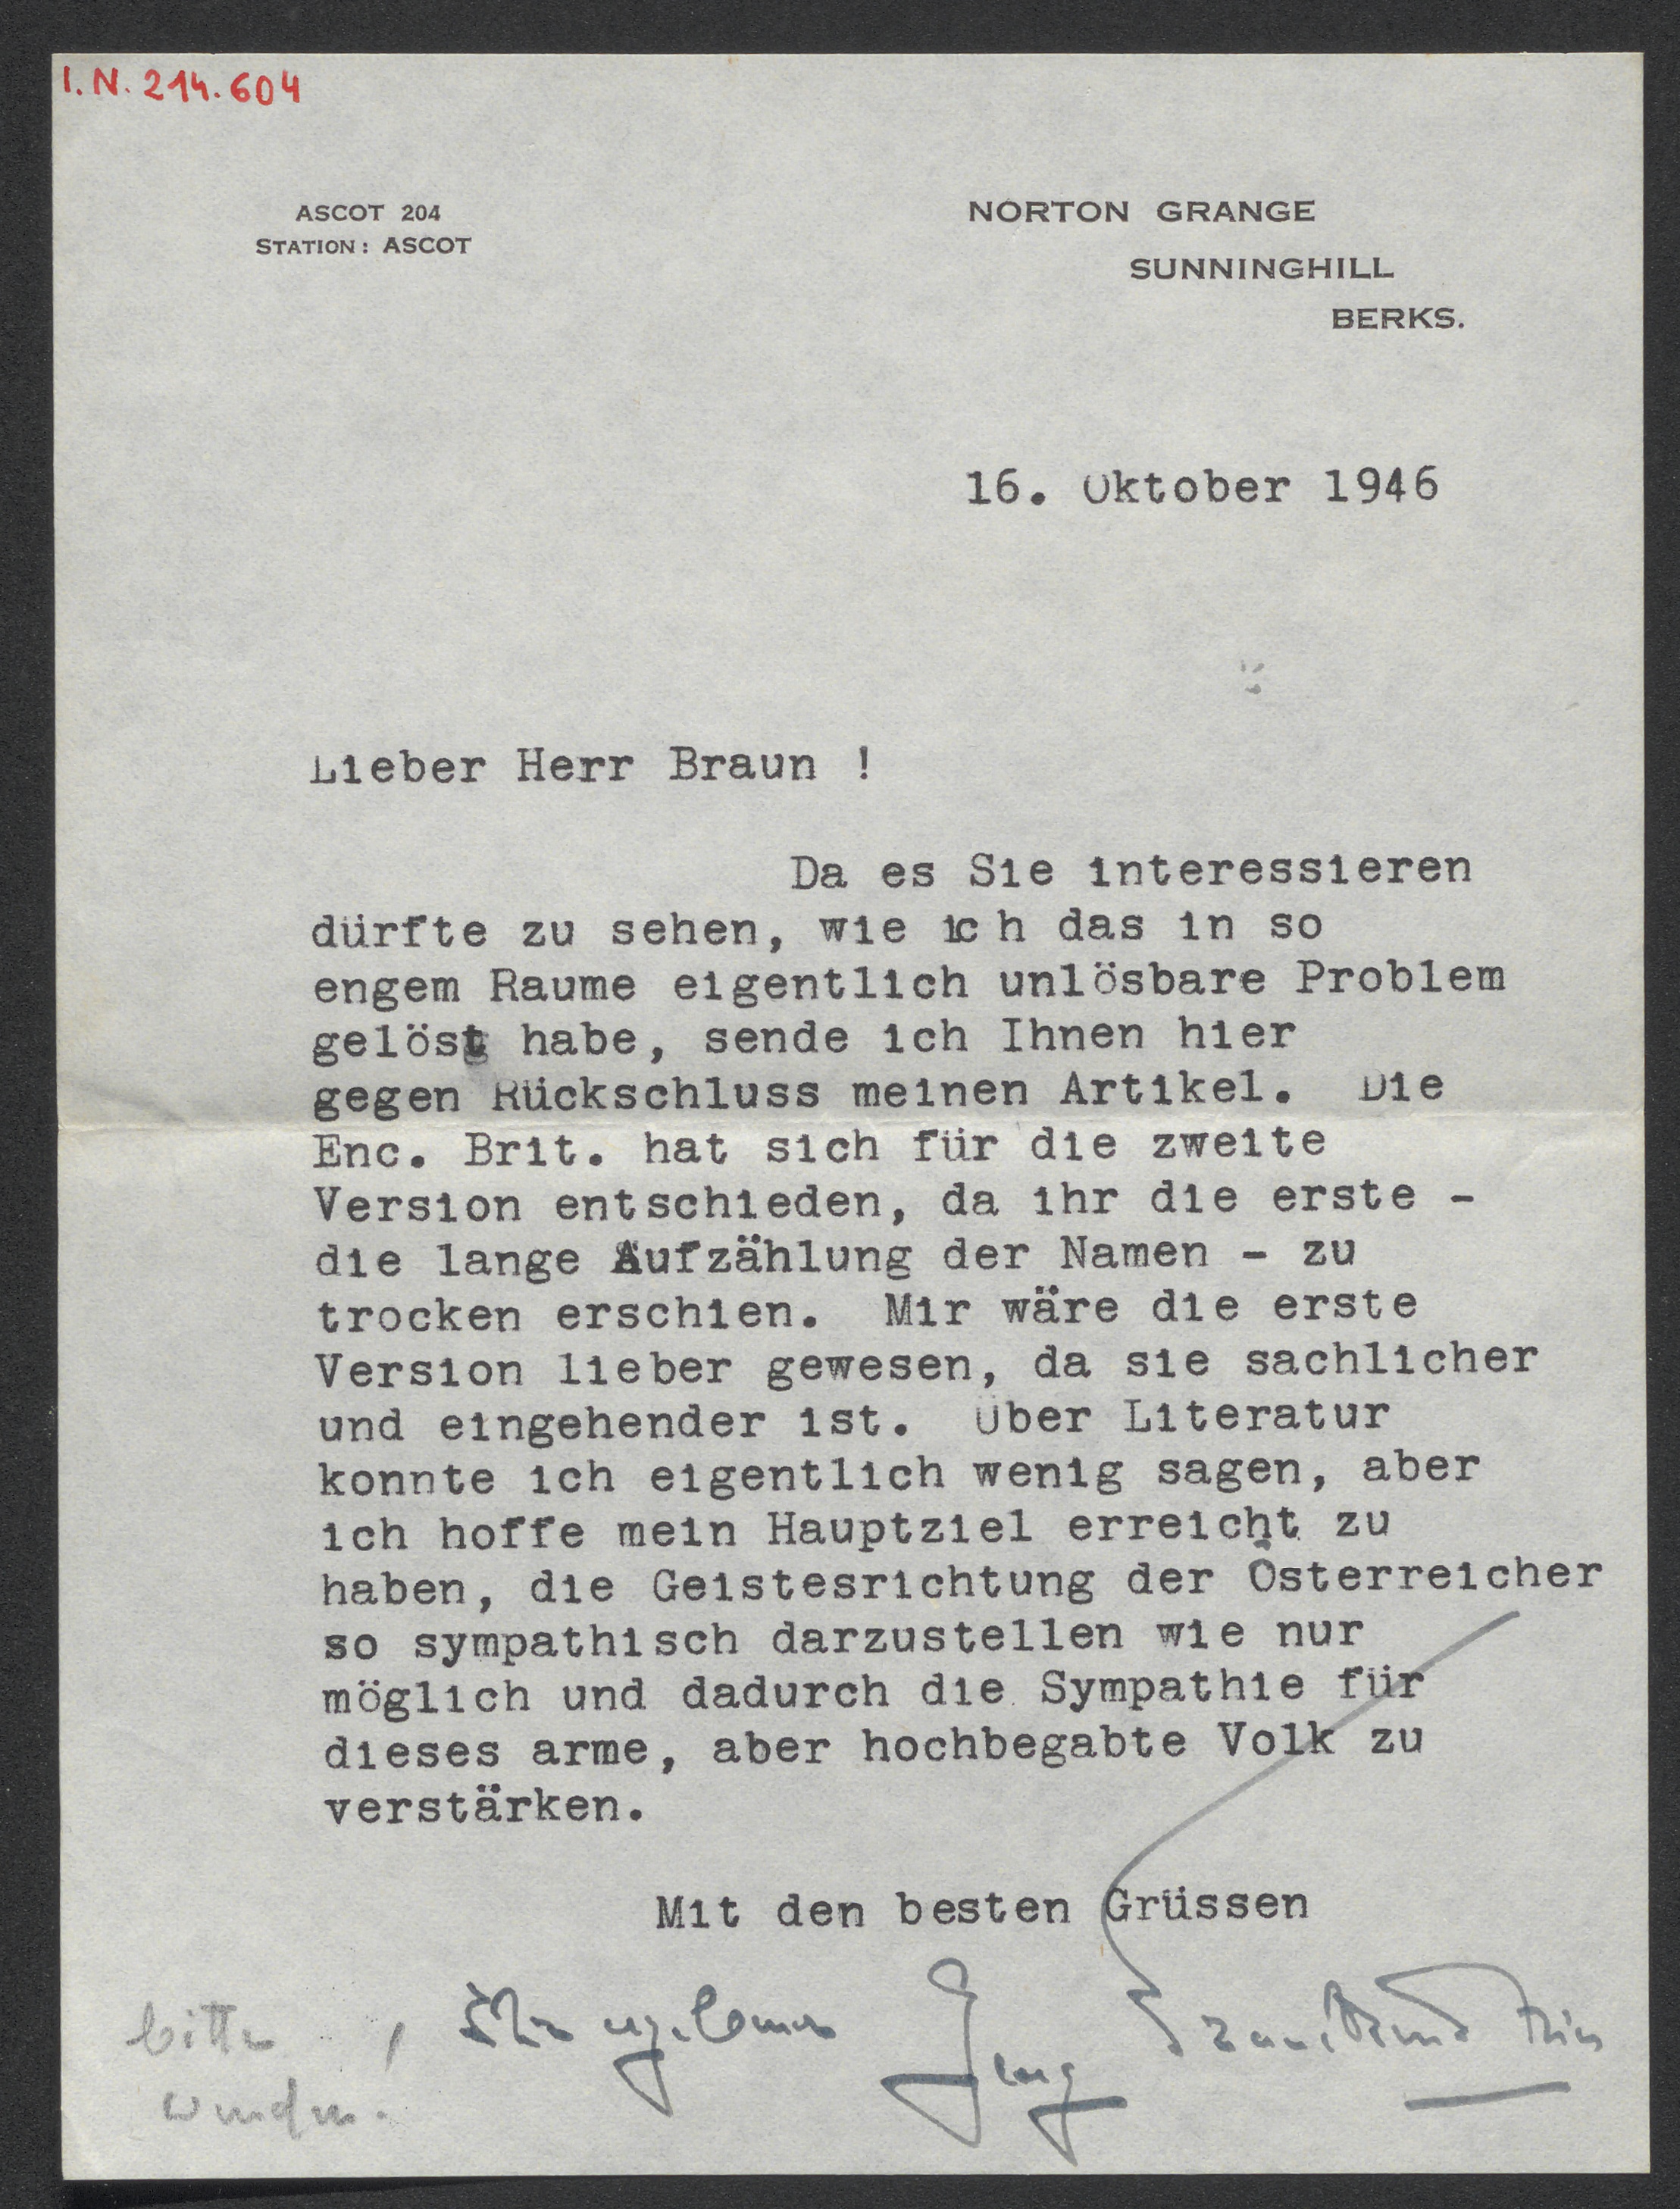 I. N. 214.604
ASCOT 204
STATION: ASCOT
NORTON GRANGE
SUNNINGHILL
BERKS.
16. Oktober 1946
Lieber Herr Braun !
Da es Sie interessieren
dürfte zu sehen, wie ich das in so
engem Raume eigentlich unlösbare Problem
gelöst habe, sende ich Ihnen hier
gegen Rückschluss meinen Artikel. Die
Enc. Brit. hat sich für die zweite
Version entschieden, da ihr die erste -
die lange Aufzählung der Namen - zu
trocken erschien. Mir wäre die erste
Version lieber gewesen, da sie sachlicher
und eingehender ist. Über Literatur
konnte ich eigentlich wenig sagen, aber
ich hoffe mein Hauptziel erreicht zu
haben, die Geistesrichtung der Österreicher
so sympathisch darzustellen wie nur
möglich und dadurch die Sympathie für
dieses arme, aber hochbegabte Volk zu
verstärken.
Mit den besten Grüssen
Ihr ergebener Georg Franckenstein
bitte
wenden.